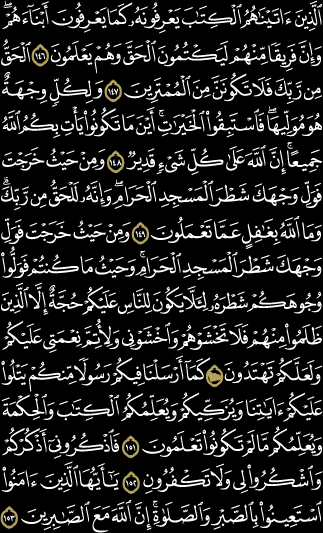 ٱلَّذِينَ ءَاتَيْنَٰهُمُ ٱلْكِتَٰبَ يَعْرِفُونَهُۥ كَمَا يَعْرِفُونَ أَبْنَآءَهُمْ ۖ
وَإِنَّ فَرِيقًا مِّنْهُمْ لَيَكْتُمُونَ ٱلْحَقَّ وَهُمْ يَعْلَمُونَ ١٤٦ ٱلْحَقُّ
مِن رَّبِّكَ فَلَا تَكُونَنَّ مِنَ ٱلْمُمْتَرِينَ ١٤٧ وَلِكُلٍّ وِجْهَةٌ
هُوَ مُوَلِّيهَا ۖ فَٱسْتَبِقُوا۟ ٱلْخَيْرَٰتِ ۚ أَيْنَ مَا تَكُونُوا۟ يَأْتِ بِكُمُ ٱللَّهُ
جَمِيعًا ۚ إِنَّ ٱللَّهَ عَلَىٰ كُلِّ شَىْءٍ قَدِيرٌ ١٤٨ وَمِنْ حَيْثُ خَرَجْتَ
فَوَلِّ وَجْهَكَ شَطْرَ ٱلْمَسْجِدِ ٱلْحَرَامِ ۖ وَإِنَّهُۥ لَلْحَقُّ مِن رَّبِّكَ ۗ
وَمَا ٱللَّهُ بِغَٰفِلٍ عَمَّا تَعْمَلُونَ ١٤٩ وَمِنْ حَيْثُ خَرَجْتَ فَوَلِّ
وَجْهَكَ شَطْرَ ٱلْمَسْجِدِ ٱلْحَرَامِ ۚ وَحَيْثُ مَا كُنتُمْ فَوَلُّوا۟
وُجُوهَكُمْ شَطْرَهُۥ لِئَلَّا يَكُونَ لِلنَّاسِ عَلَيْكُمْ حُجَّةٌ إِلَّا ٱلَّذِينَ
ظَلَمُوا۟ مِنْهُمْ فَلَا تَخْشَوْهُمْ وَٱخْشَوْنِى وَلِأُتِمَّ نِعْمَتِى عَلَيْكُمْ
وَلَعَلَّكُمْ تَهْتَدُونَ ١٥٠ كَمَآ أَرْسَلْنَا فِيكُمْ رَسُولًا مِّنكُمْ يَتْلُوا۟
عَلَيْكُمْ ءَايَٰتِنَا وَيُزَكِّيكُمْ وَيُعَلِّمُكُمُ ٱلْكِتَٰبَ وَٱلْحِكْمَةَ
وَيُعَلِّمُكُم مَّا لَمْ تَكُونُوا۟ تَعْلَمُونَ ١٥١ فَٱذْكُرُونِىٓ أَذْكُرْكُمْ
وَٱشْكُرُوا۟ لِى وَلَا تَكْفُرُونِ ١٥٢ يَٰٓأَيُّهَا ٱلَّذِينَ ءَامَنُوا۟
ٱسْتَعِينُوا۟ بِٱلصَّبْرِ وَٱلصَّلَوٰةِ ۚ إِنَّ ٱللَّهَ مَعَ ٱلصَّٰبِرِينَ ١٥٣